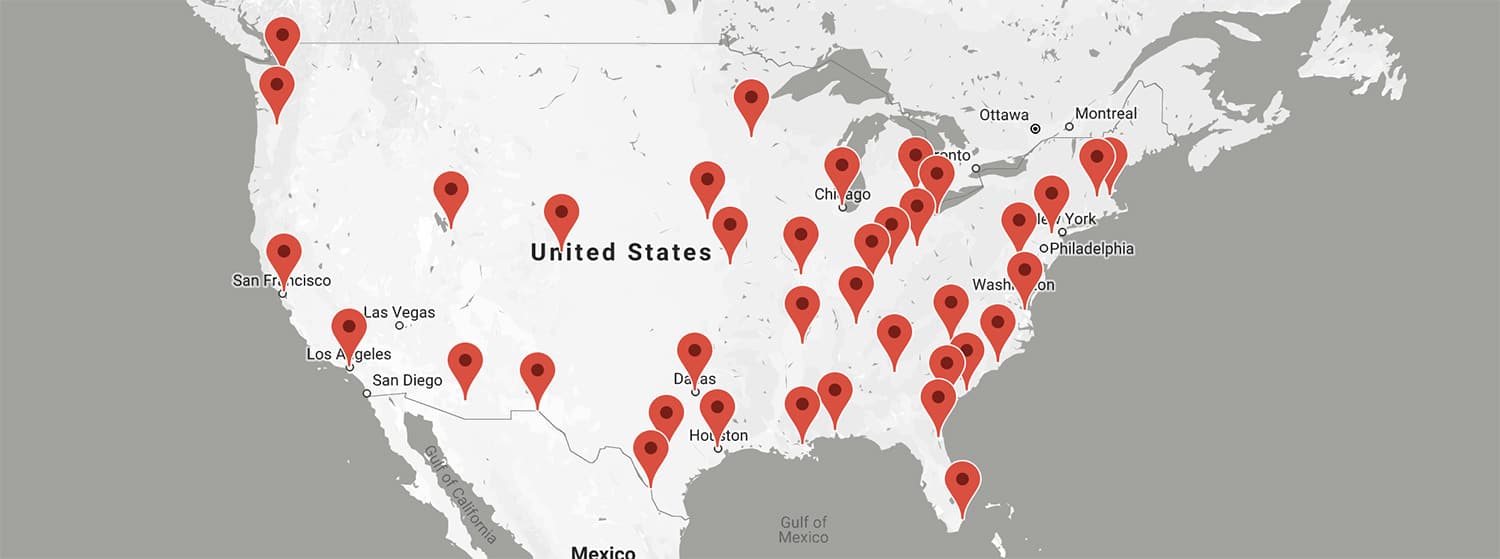 Ottawa
Montreal
ronto
Chicago
United States
New York
Philadelphia
San Francisco
Washington
Las Vegas
Los Angeles
San Diego
Dallas
Houston
Gulf of California
Gulf of
Mexico
Mexico